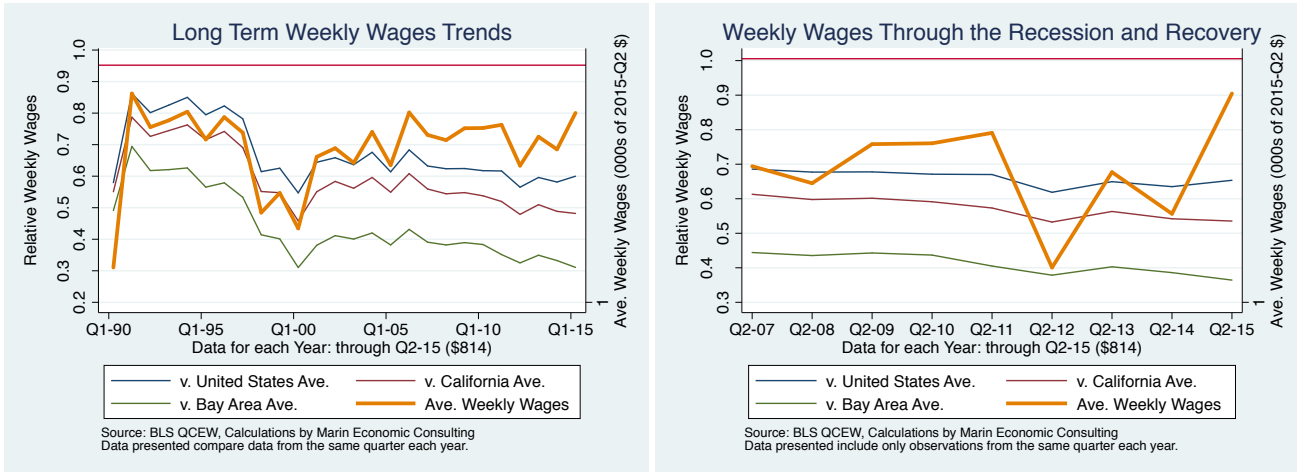 Long Term Weekly Wages Trends
Relative Weekly Wages
1.0
0.9
0.8
0.7
0.6
0.5
0.4
0.3
0.2
1
Ave. Weekly Wages (000s of 2015-Q2 $)
Q1-90 Q1-95 Q1-00 Q1-05 Q1-10 Q1-15
Data for each Year: through Q2-15 ($814)
v. United States Ave. v. California Ave.
v. Bay Area Ave. Ave. Weekly Wages
Source: BLS QCEW, Calculations by Marin Economic Consulting
Data presented compare data from the same quarter each year.
Weekly Wages Through the Recession and Recovery
Relative Weekly Wages
1.0
0.9
0.8
0.7
0.6
0.5
0.4
0.3
1
Ave. Weekly Wages (000s of 2015-Q2 $)
Q2-07 Q2-08 Q2-09 Q2-10 Q2-11 Q2-12 Q2-13 Q2-14 Q2-15
Data for each Year: through Q2-15 ($814)
v. United States Ave. v. California Ave.
v. Bay Area Ave. Ave. Weekly Wages
Source: BLS QCEW, Calculations by Marin Economic Consulting
Data presented include only observations from the same quarter each year.